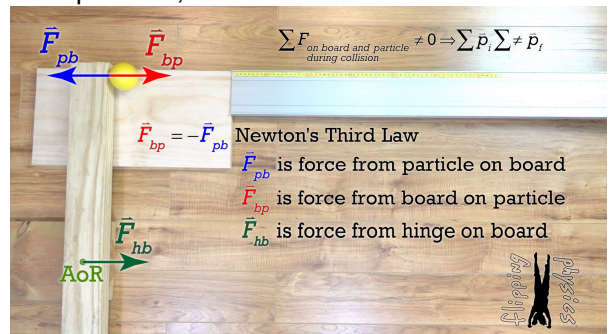 F⃗pb F⃗bp ∑F on board and particle during collision ≠ 0 ⇒ ∑p⃗i ∑ ≠ p⃗f
F⃗bp = −F⃗pb Newton's Third Law
F⃗pb is force from particle on board
F⃗bp is force from board on particle
F⃗hb is force from hinge on board
F⃗hb
AoR
flipping
physics